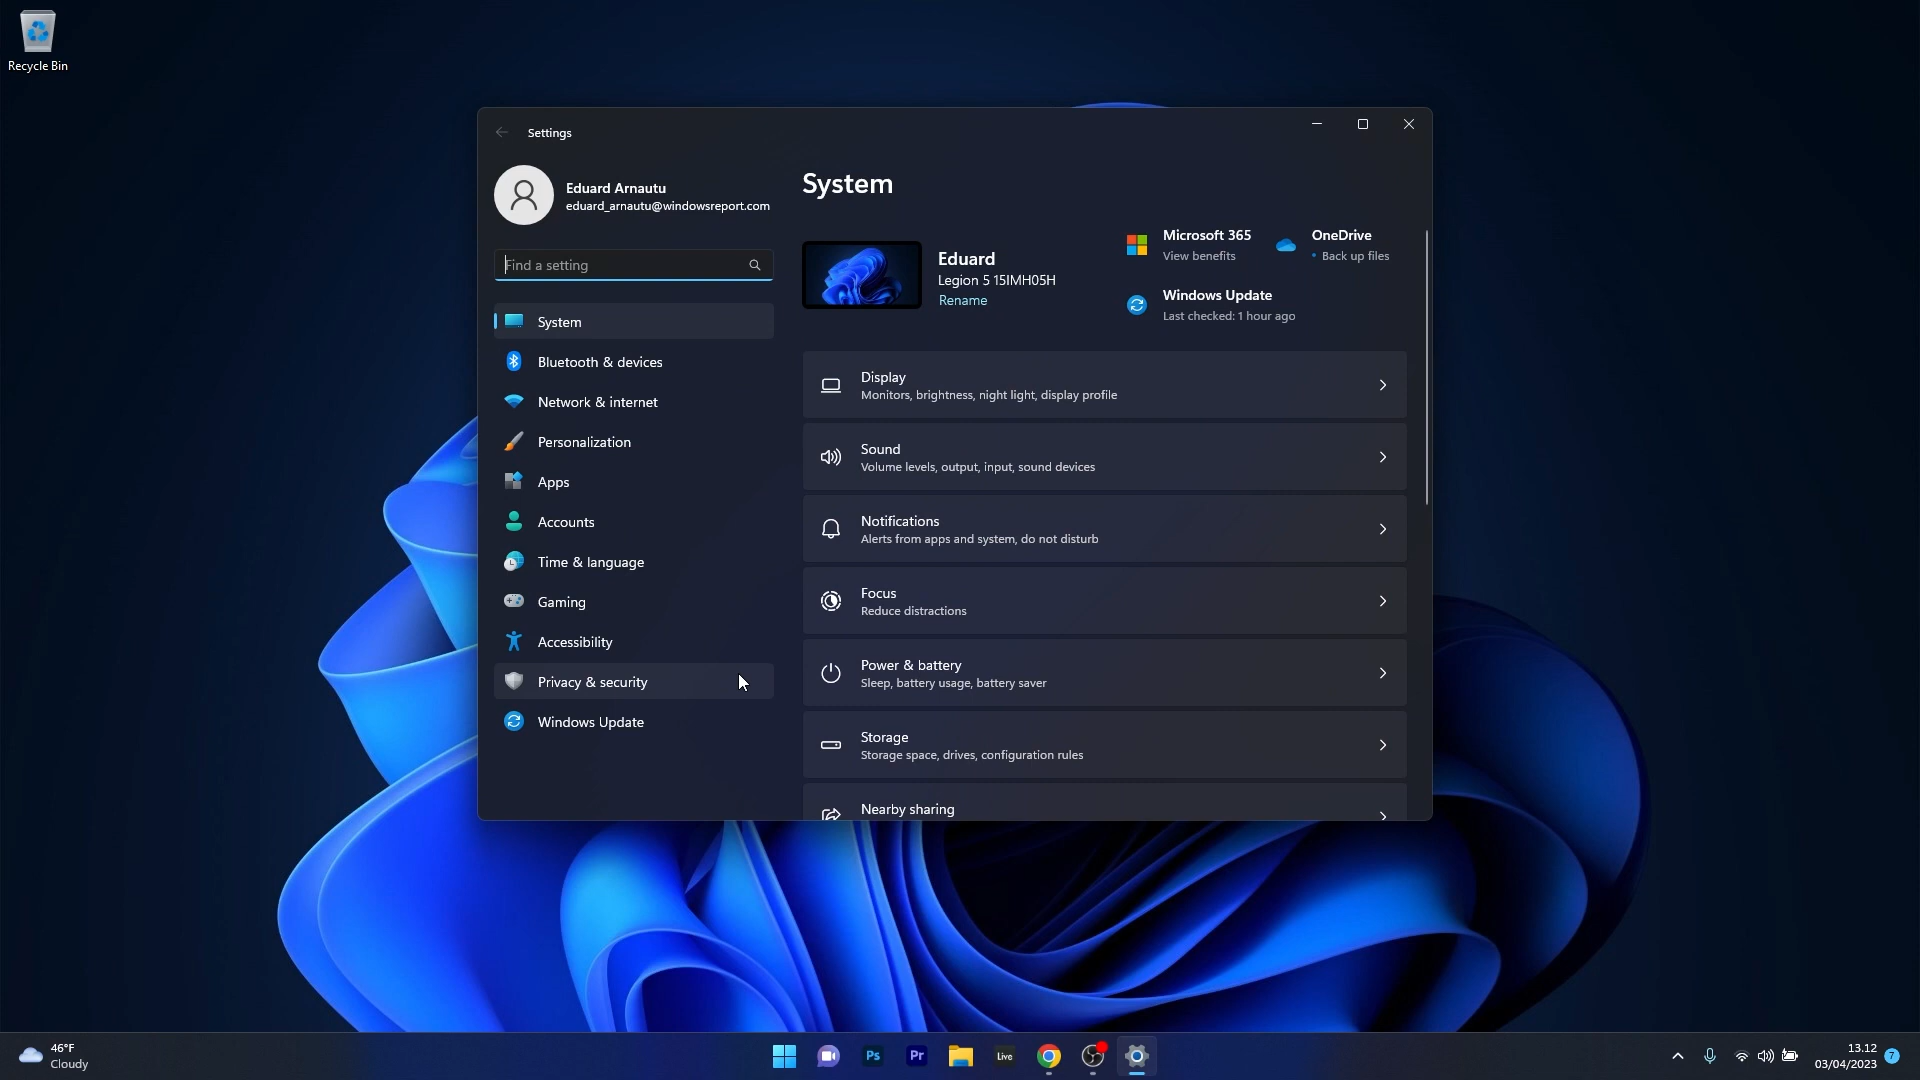 Recycle Bin
Settings
Eduard Arnautu
eduard_arnautu@windowsreport.com
Find a setting
System
Bluetooth & devices
Network & internet
Personalization
Apps
Accounts
Time & language
Gaming
Accessibility
Privacy & security
Windows Update
System
Eduard
Legion 5 15IMH05H
Rename
Microsoft 365
View benefits
OneDrive
• Back up files
Windows Update
Last checked: 1 hour ago
Display
Monitors, brightness, night light, display profile
Sound
Volume levels, output, input, sound devices
Notifications
Alerts from apps and system, do not disturb
Focus
Reduce distractions
Power & battery
Sleep, battery usage, battery saver
Storage
Storage space, drives, configuration rules
Nearby sharing
46°F
Cloudy
Ps
Pr
Live
13.12
03/04/2023
7